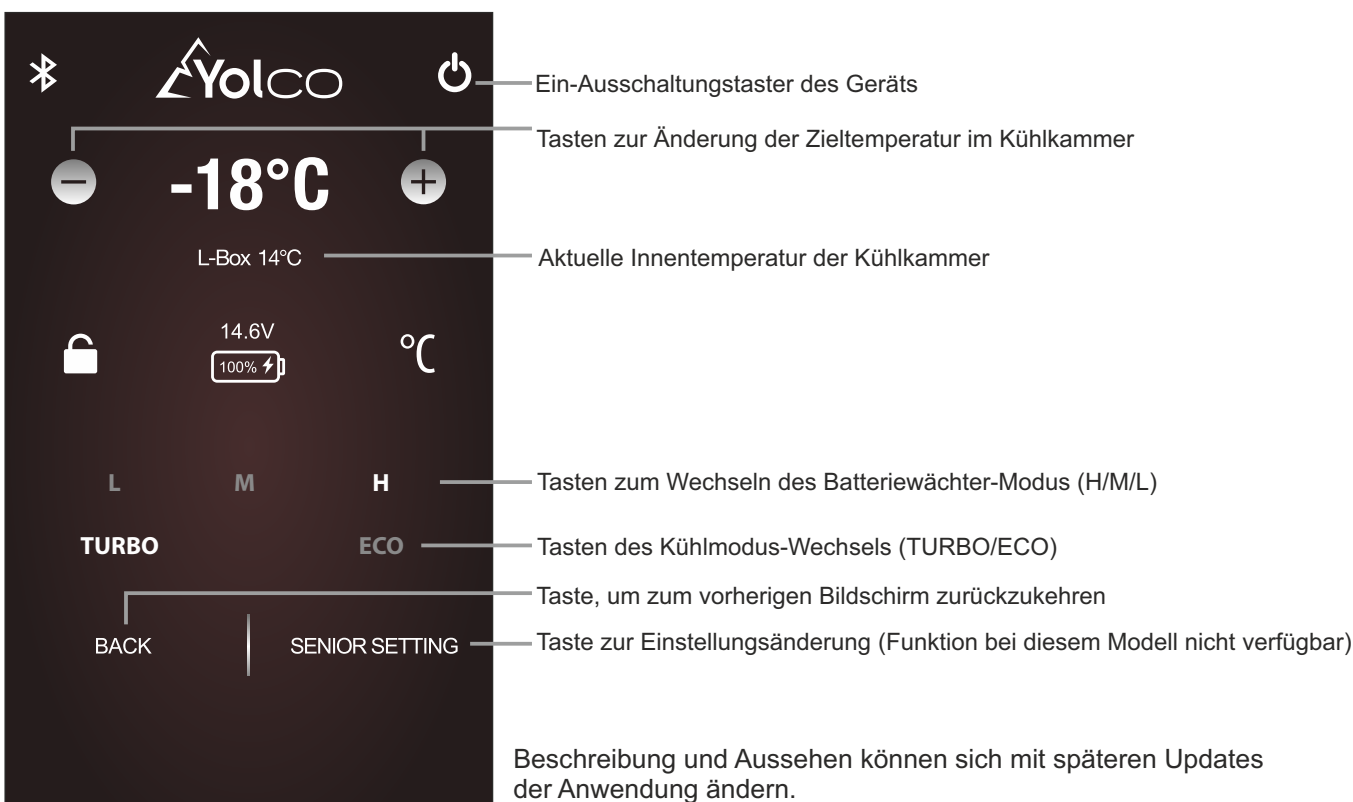 YolCO
Ein-Ausschaltungstaster des Geräts
Tasten zur Änderung der Zieltemperatur im Kühlkammer
-18°C
L-Box 14°C
Aktuelle Innentemperatur der Kühlkammer
14.6V
100%
°C
L M H
Tasten zum Wechseln des Batteriewächter-Modus (H/M/L)
TURBO ECO
Tasten des Kühlmodus-Wechsels (TURBO/ECO)
Taste, um zum vorherigen Bildschirm zurückzukehren
BACK SENIOR SETTING
Taste zur Einstellungsänderung (Funktion bei diesem Modell nicht verfügbar)
Beschreibung und Aussehen können sich mit späteren Updates
der Anwendung ändern.